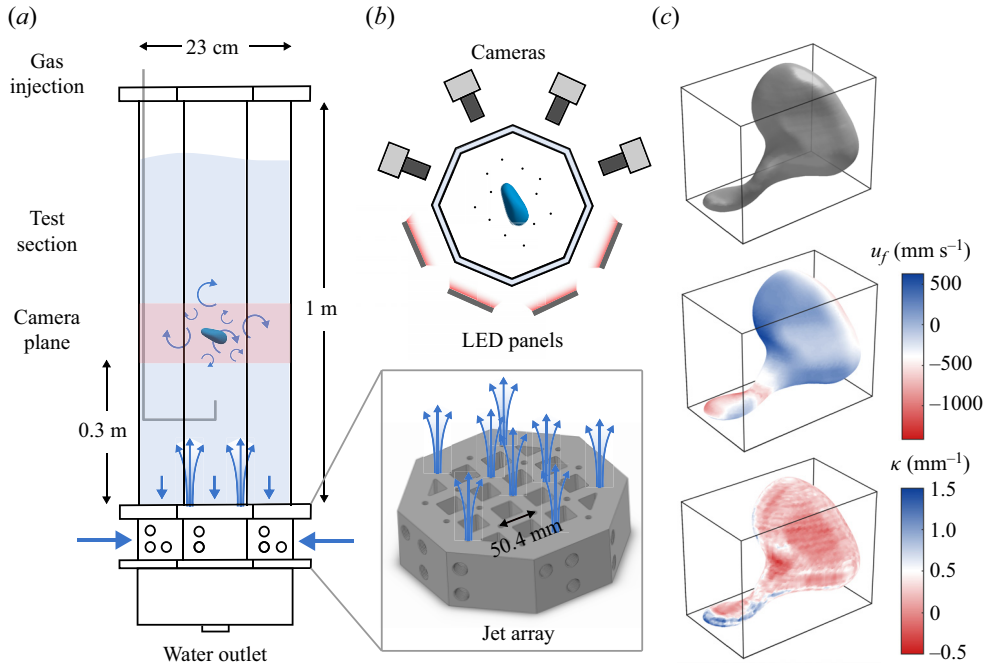 (a)
23 cm
Gas
injection
Test
section
Camera
plane
1 m
0.3 m
Water outlet
(b)
Cameras
LED panels
50.4 mm
Jet array
(c)
u_f (mm s⁻¹)
500
0
−500
−1000
κ (mm⁻¹)
1.5
1.0
0.5
0
−0.5